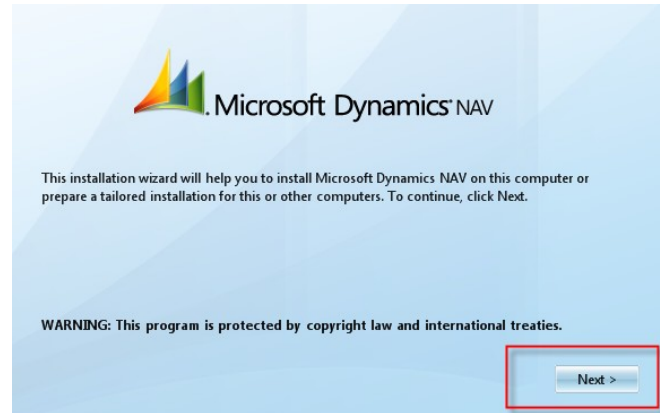 Microsoft Dynamics NAV
This installation wizard will help you to install Microsoft Dynamics NAV on this computer or
prepare a tailored installation for this or other computers. To continue, click Next.
WARNING: This program is protected by copyright law and international treaties.
Next >